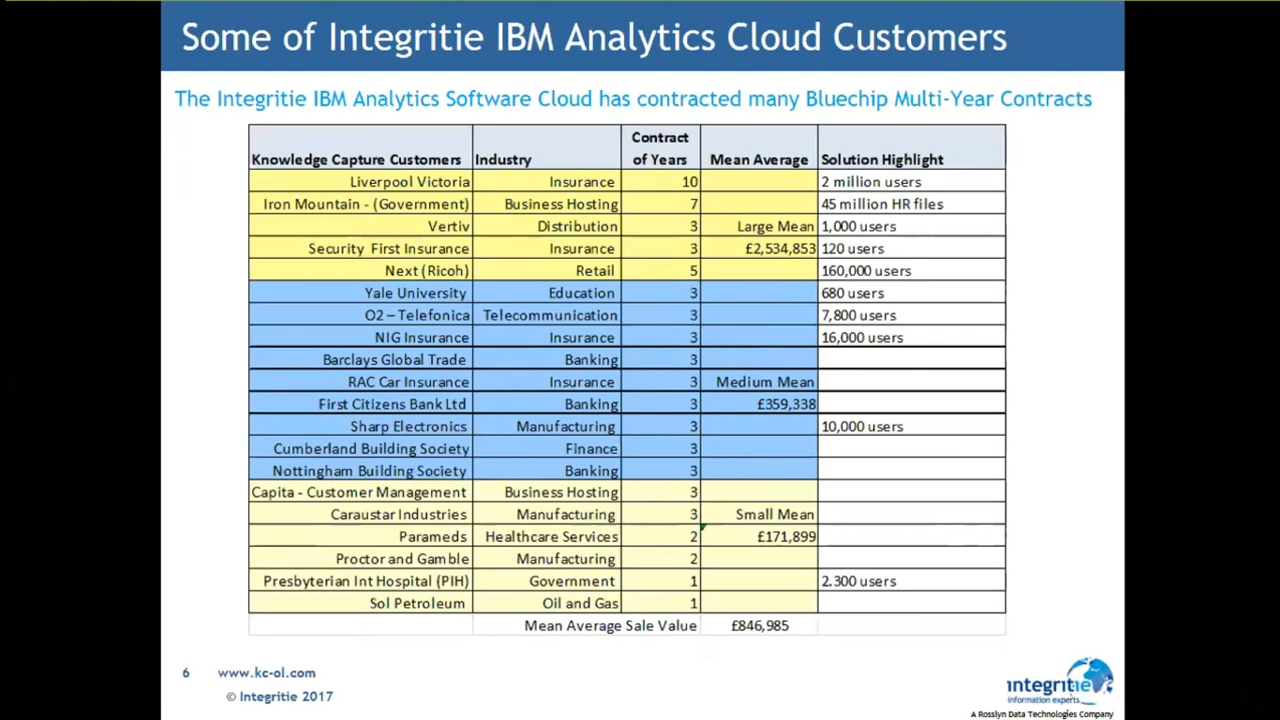 Some of Integritie IBM Analytics Cloud Customers
The Integritie IBM Analytics Software Cloud has contracted many Bluechip Multi-Year Contracts
Knowledge Capture Customers Industry Contract of Years Mean Average Solution Highlight
Liverpool Victoria Insurance 10 2 million users
Iron Mountain - (Government) Business Hosting 7 45 million HR files
Vertiv Distribution 3 Large Mean 1,000 users
Security First Insurance Insurance 3 £2,534,853 120 users
Next (Ricoh) Retail 5 160,000 users
Yale University Education 3 680 users
O2 – Telefonica Telecommunication 3 7,800 users
NIG Insurance Insurance 3 16,000 users
Barclays Global Trade Banking 3
RAC Car Insurance Insurance 3 Medium Mean
First Citizens Bank Ltd Banking 3 £359,338
Sharp Electronics Manufacturing 3 10,000 users
Cumberland Building Society Finance 3
Nottingham Building Society Banking 3
Capita - Customer Management Business Hosting 3
Caraustar Industries Manufacturing 3 Small Mean
Parameds Healthcare Services 2 £171,899
Proctor and Gamble Manufacturing 2
Presbyterian Int Hospital (PIH) Government 1 2.300 users
Sol Petroleum Oil and Gas 1
Mean Average Sale Value £846,985
6 www.kc-ol.com
© Integritie 2017
integritie
information experts
A Rosslyn Data Technologies Company